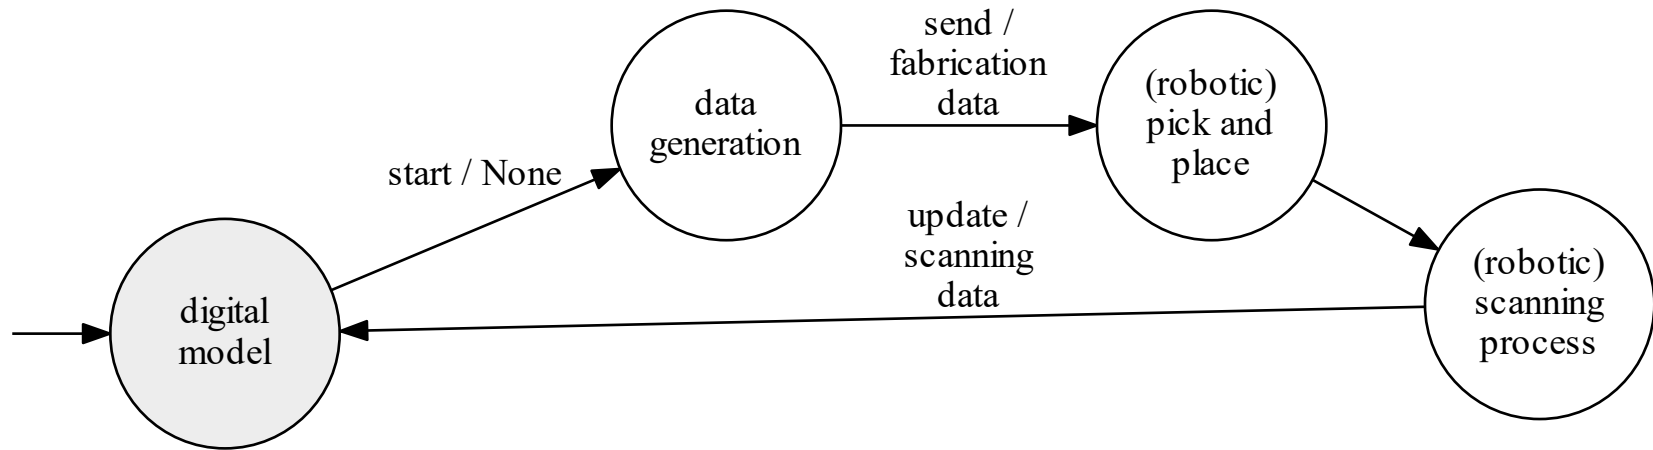 send /
fabrication
data
(robotic)
pick and
place
data
generation
start / None
update /
scanning
data
(robotic)
scanning
process
digital
model